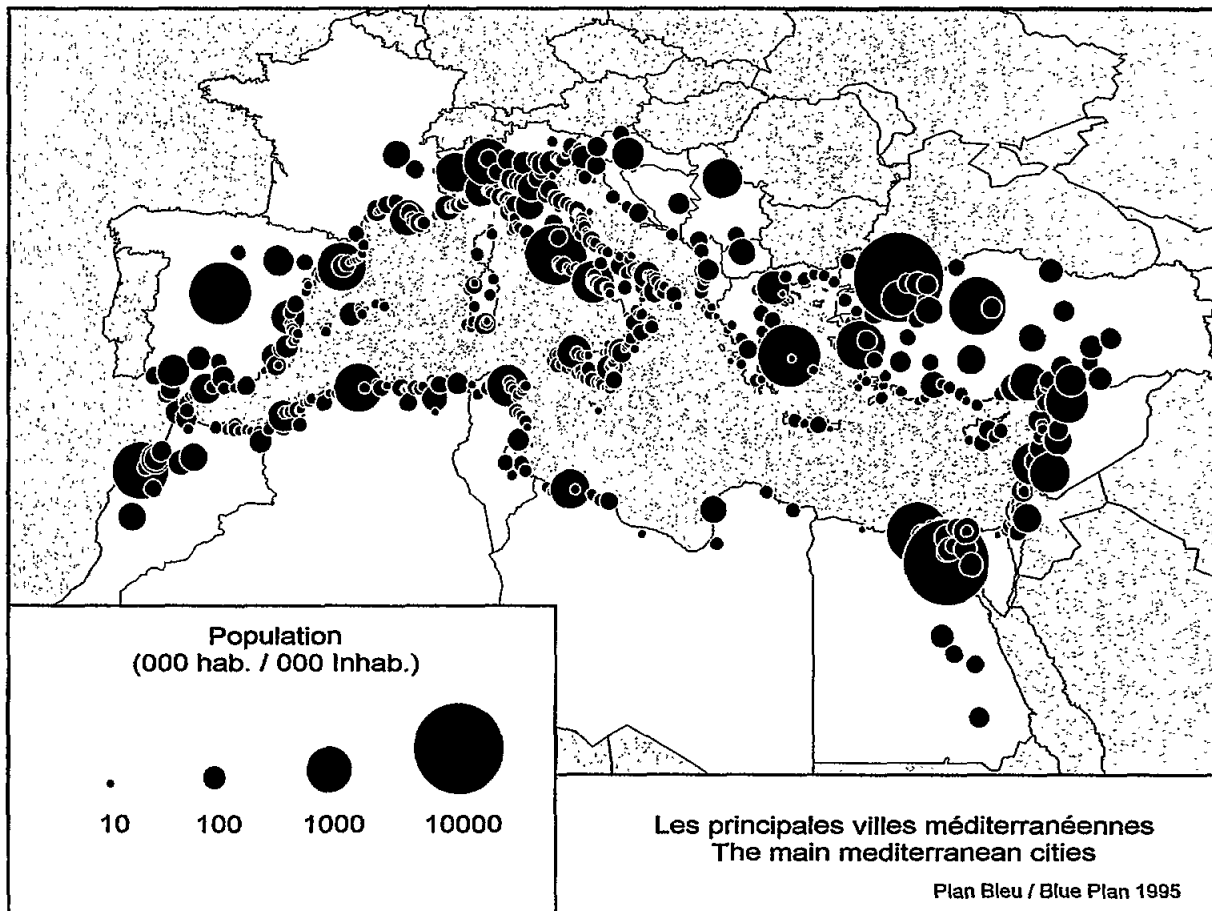 Population
(000 hab. / 000 Inhab.)
10 100 1000 10000
Les principales villes méditerranéennes
The main mediterranean cities
Plan Bleu / Blue Plan 1995